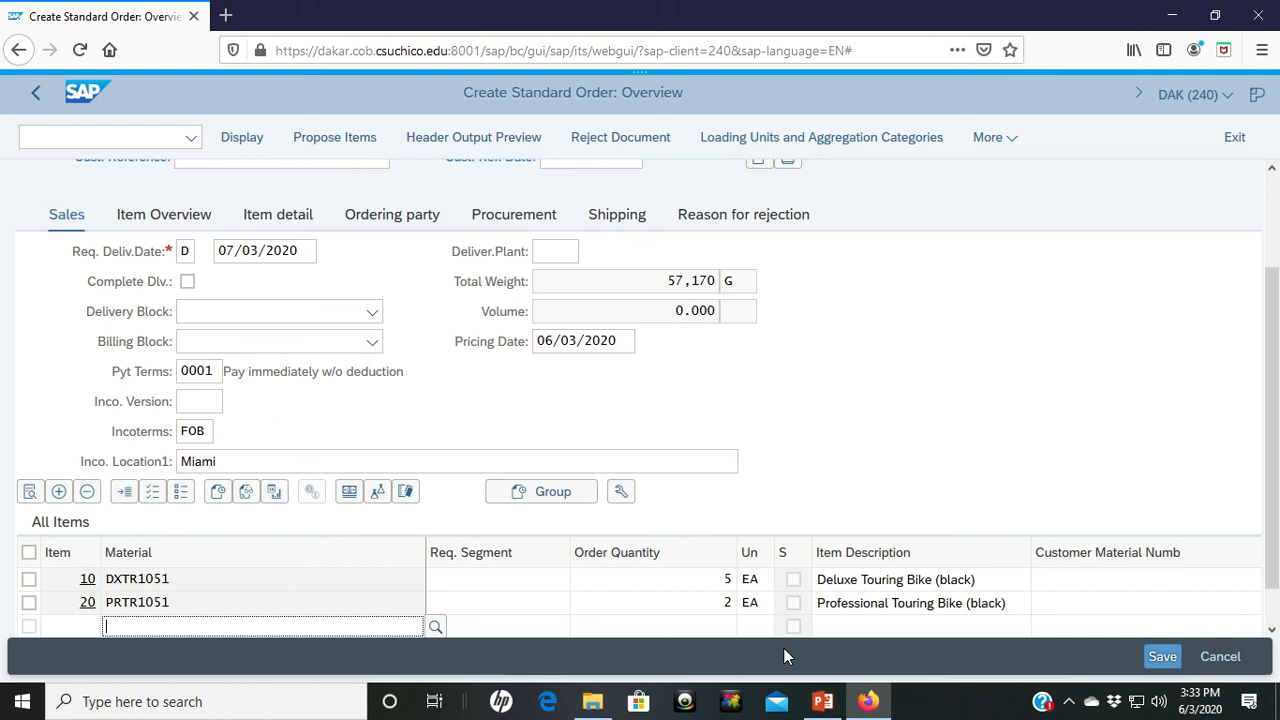 Create Standard Order: Overvie
https://dakar.cob.csuchico.edu:8001/sap/bc/gui/sap/its/webgui/?sap-client=240&sap-language=EN#
SAP Create Standard Order: Overview DAK (240)
Display Propose Items Header Output Preview Reject Document Loading Units and Aggregation Categories More Exit
Cust. Reference: Cust. Ref. Date:
Sales Item Overview Item detail Ordering party Procurement Shipping Reason for rejection
Req. Deliv.Date:* D 07/03/2020 Deliver.Plant:
Complete Dlv.: Total Weight: 57,170 G
Delivery Block: Volume: 0.000
Billing Block: Pricing Date: 06/03/2020
Pyt Terms: 0001 Pay immediately w/o deduction
Inco. Version:
Incoterms: FOB
Inco. Location1: Miami
Group
All Items
Item Material Req. Segment Order Quantity Un S Item Description Customer Material Numb
10 DXTR1051 5 EA Deluxe Touring Bike (black)
20 PRTR1051 2 EA Professional Touring Bike (black)
Save Cancel
Type here to search
3:33 PM
6/3/2020